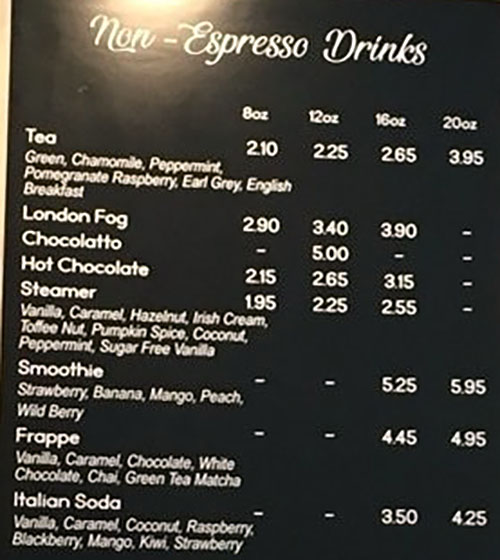 Non - Espresso Drinks
8oz 12oz 16oz 20oz
Tea 2.10 2.25 2.65 3.95
Green, Chamomile, Peppermint,
Pomegranate Raspberry, Earl Grey, English
Breakfast
London Fog 2.90 3.40 3.90 -
Chocolatto - 5.00 - -
Hot Chocolate 2.15 2.65 3.15 -
Steamer 1.95 2.25 2.55 -
Vanilla, Caramel, Hazelnut, Irish Cream,
Toffee Nut, Pumpkin Spice, Coconut,
Peppermint, Sugar Free Vanilla
Smoothie - - 5.25 5.95
Strawberry, Banana, Mango, Peach,
Wild Berry
Frappe - - 4.45 4.95
Vanilla, Caramel, Chocolate, White
Chocolate, Chai, Green Tea Matcha
Italian Soda - - 3.50 4.25
Vanilla, Caramel, Coconut, Raspberry,
Blackberry, Mango, Kiwi, Strawberry